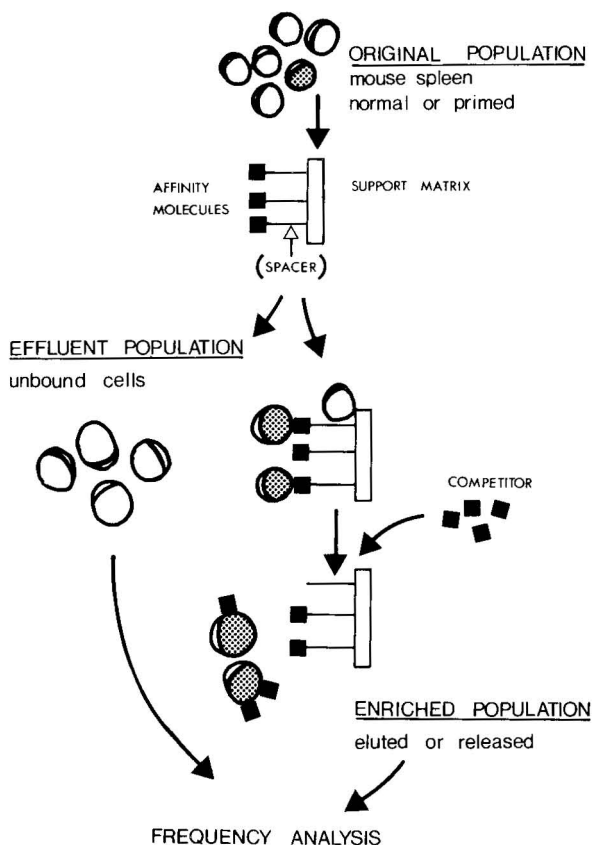 ORIGINAL POPULATION
mouse spleen
normal or primed
AFFINITY
MOLECULES
SUPPORT MATRIX
(SPACER)
EFFLUENT POPULATION
unbound cells
COMPETITOR
ENRICHED POPULATION
eluted or released
FREQUENCY ANALYSIS